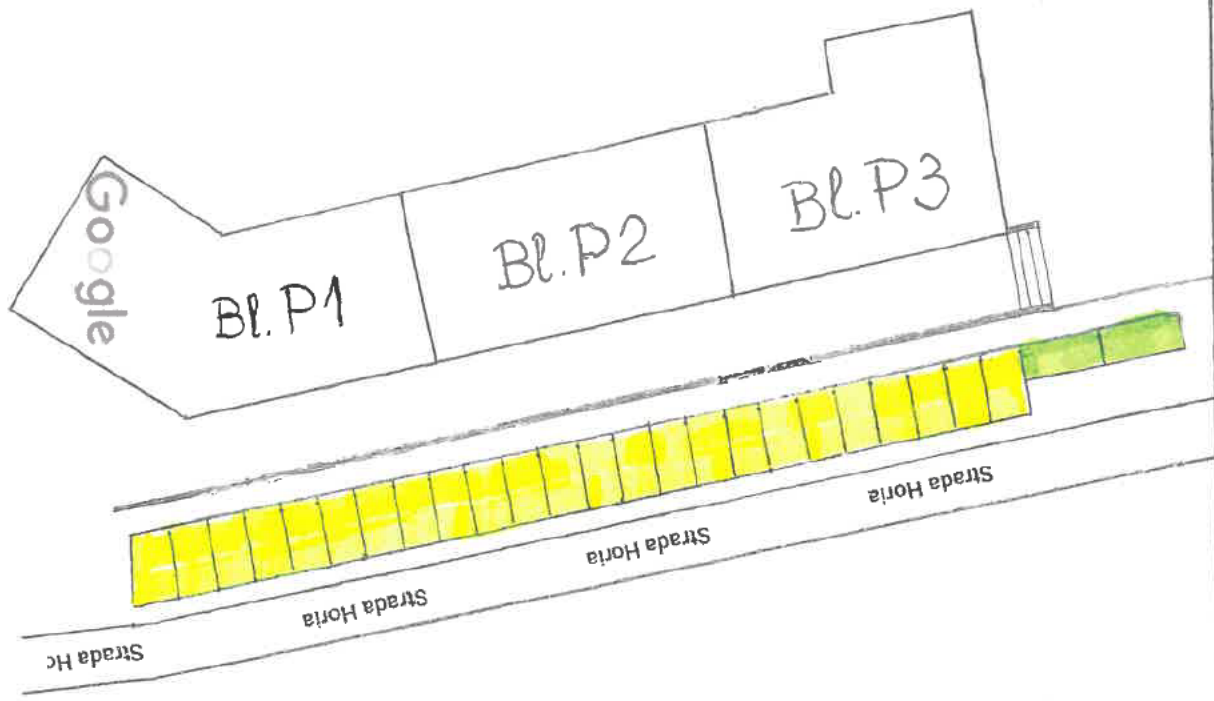 Google
Bl. P1
Bl. P2
Bl. P3
Strada Horia
Strada Horia
Strada Horia
Strada Ho